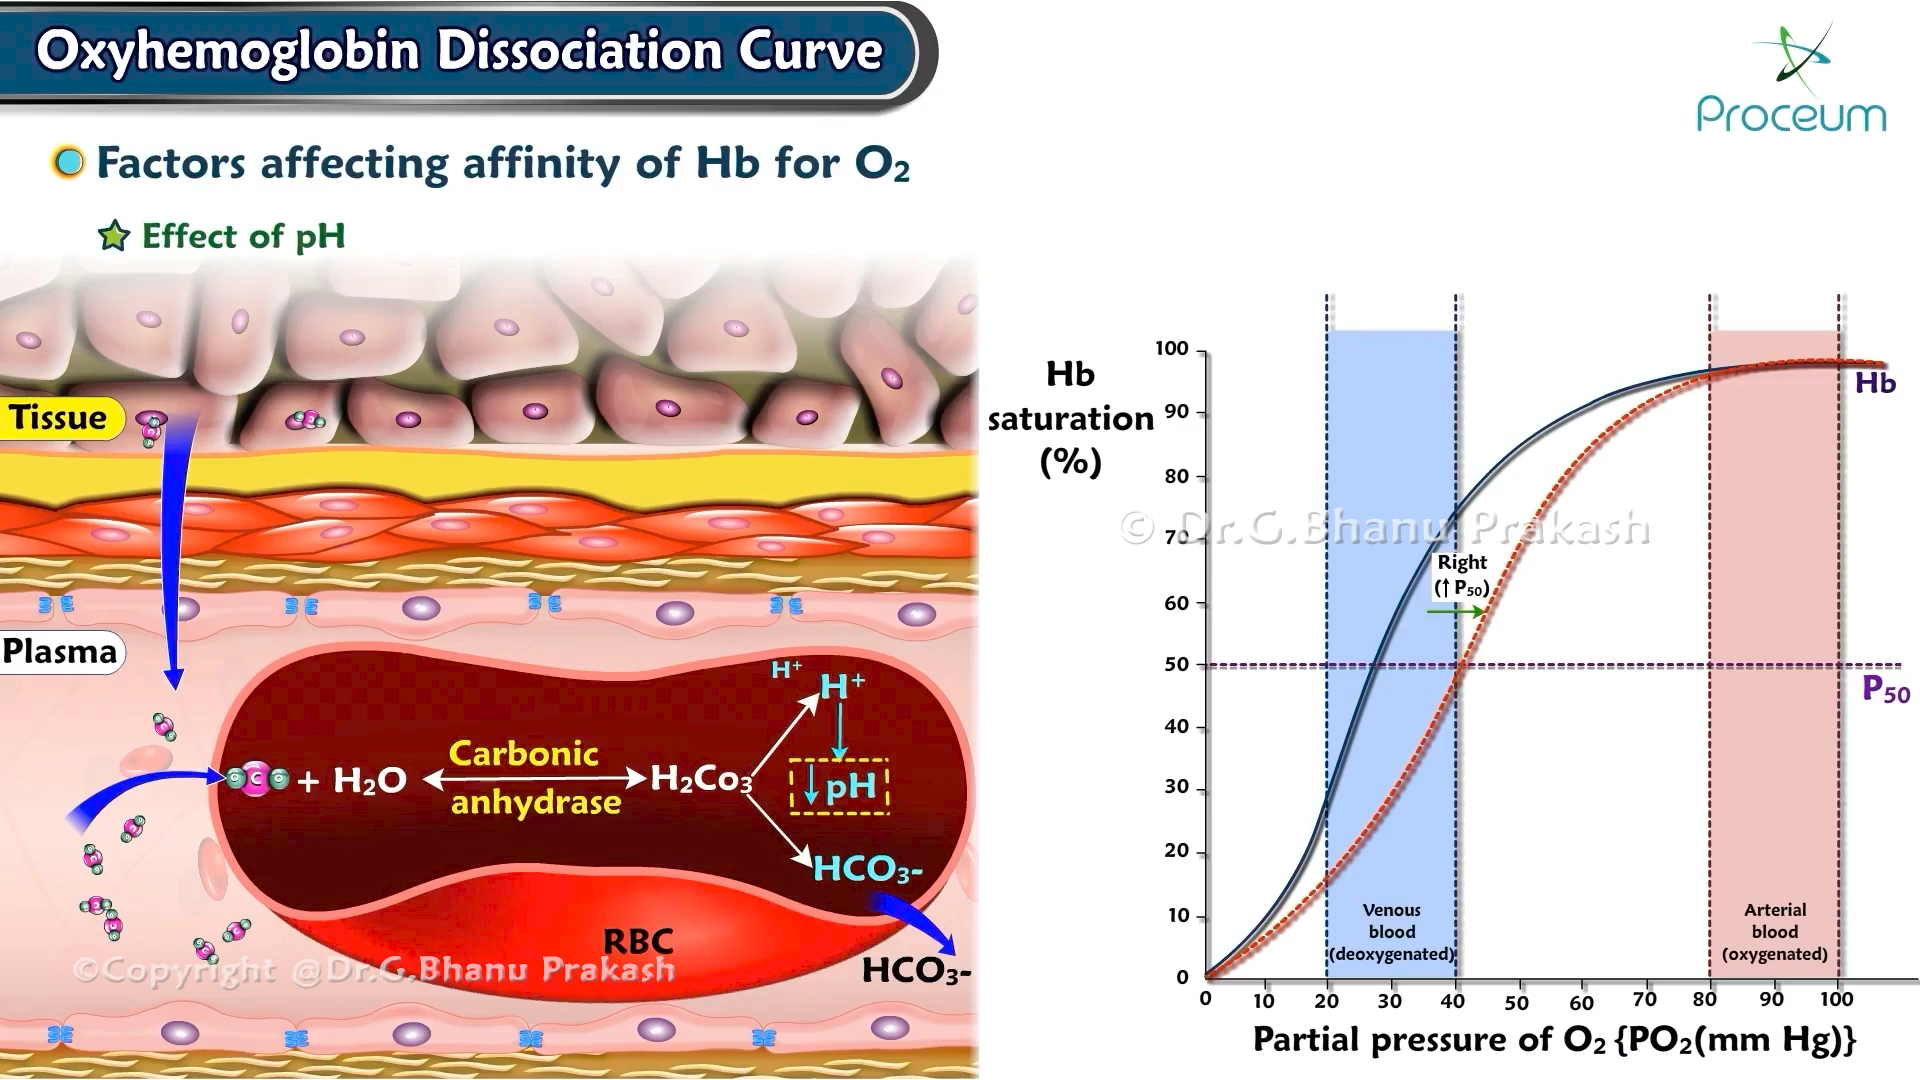 Oxyhemoglobin Dissociation Curve
Proceum
Factors affecting affinity of Hb for O₂
Effect of pH
Tissue
Plasma
H⁺
H⁺
↓ pH
C + H₂O
Carbonic
anhydrase
H₂Co₃
HCO₃-
RBC
HCO₃-
©Copyright @Dr.G.Bhanu Prakash
Hb
saturation
(%)
100
90
80
70
60
50
40
30
20
10
0
© Dr.G.Bhanu Prakash
Right
(↑ P₅₀)
Hb
P₅₀
Venous
blood
(deoxygenated)
Arterial
blood
(oxygenated)
0 10 20 30 40 50 60 70 80 90 100
Partial pressure of O₂ {PO₂(mm Hg)}